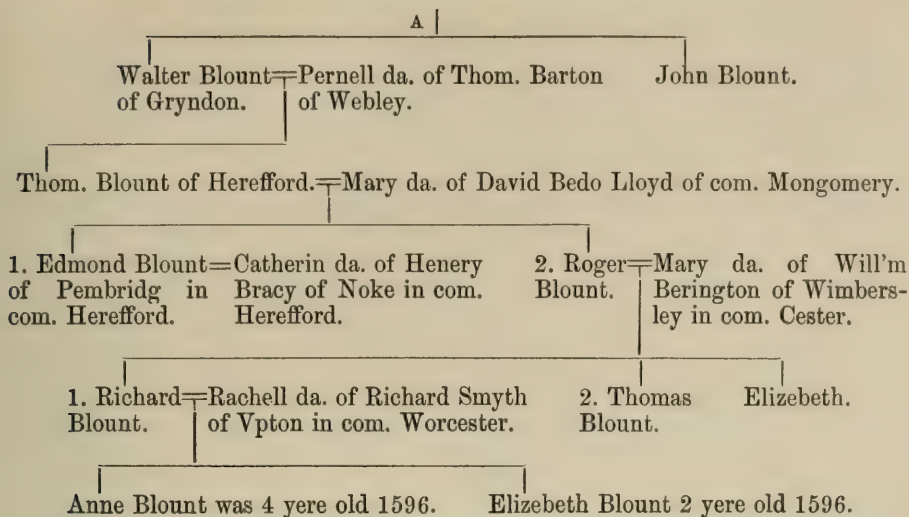 A
Walter Blount=Pernell da. of Thom. Barton
of Gryndon. of Webley.
John Blount.
Thom. Blount of Herefford.=Mary da. of David Bedo Lloyd of com. Mongomery.
1. Edmond Blount=Catherin da. of Henery
of Pembridg in Bracy of Noke in com.
com. Herefford. Herefford.
2. Roger=Mary da. of Will'm
Blount. Berington of Wimbers-
ley in com. Cester.
1. Richard=Rachell da. of Richard Smyth
Blount. of Vpton in com. Worcester.
2. Thomas
Blount.
Elizebeth.
Anne Blount was 4 yere old 1596.
Elizebeth Blount 2 yere old 1596.